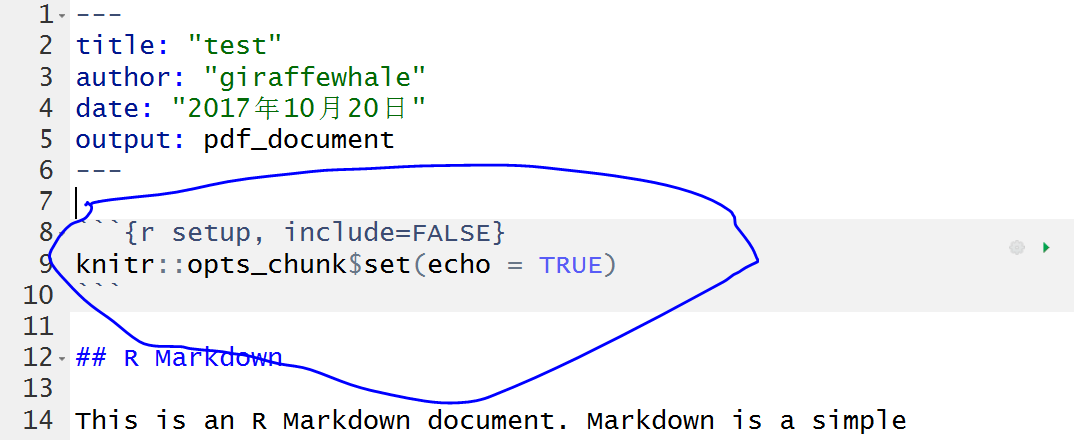 1 ---
2 title: "test"
3 author: "giraffewhale"
4 date: "2017年10月20日"
5 output: pdf_document
6 ---
7
8 ```{r setup, include=FALSE}
9 knitr::opts_chunk$set(echo = TRUE)
10 ```
11
12 ## R Markdown
13
14 This is an R Markdown document. Markdown is a simple